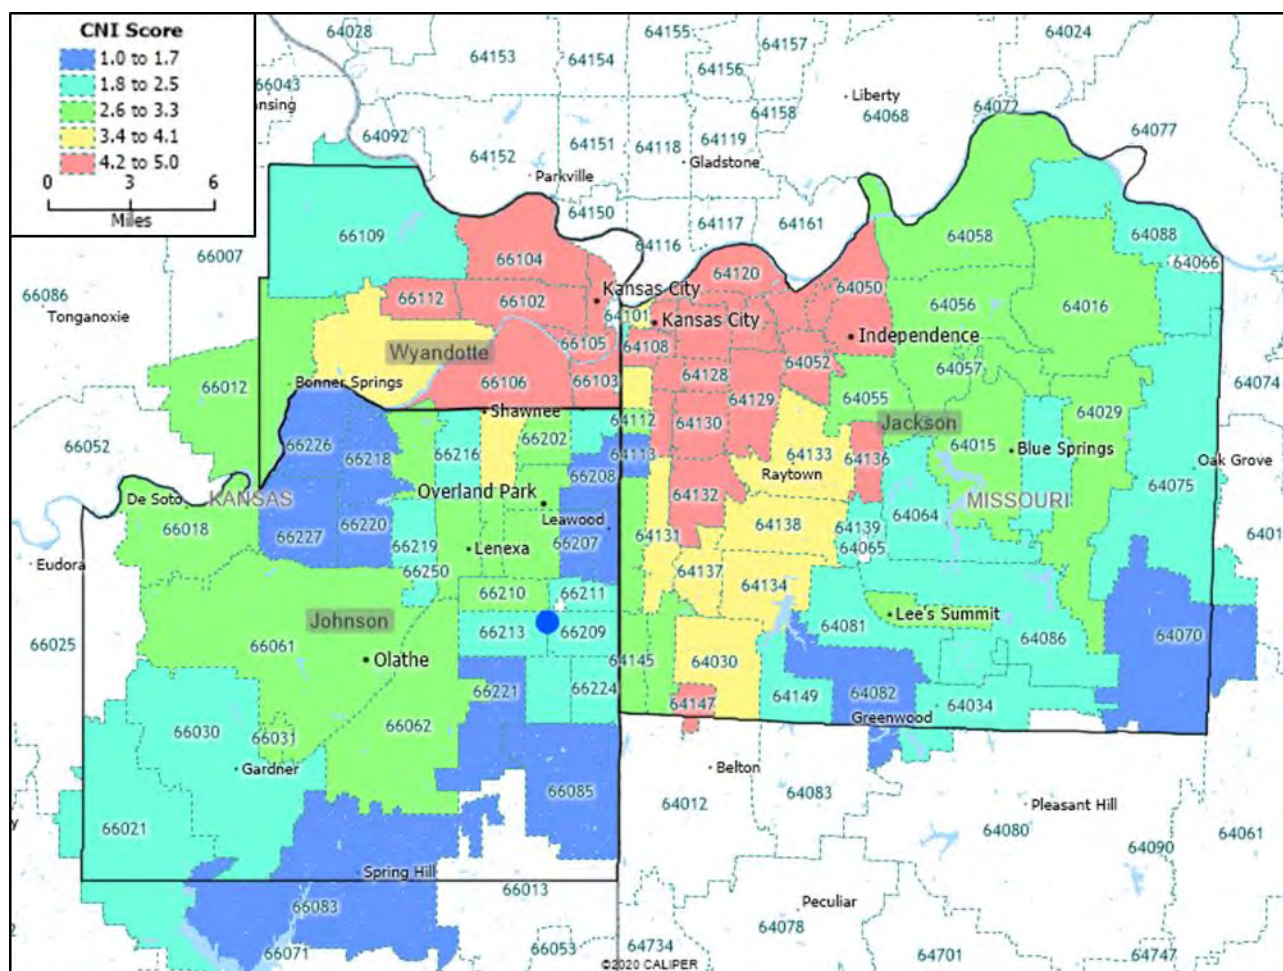 CNI Score
1.0 to 1.7
1.8 to 2.5
2.6 to 3.3
3.4 to 4.1
4.2 to 5.0
0 3 6
Miles
64028
64155
64024
64153
64154
64157
64156
66043
ansing
Liberty
64068
64158
64072
64092
64077
64151
64119
64118
64152
Gladstone
Parkville
64150
64117
64161
66109
64116
64058
64088
66007
66104
64120
64066
66086
66112
66102
Kansas City
64050
64056
64016
Tonganoxie
64101
Kansas City
Independence
Wyandotte
66105
64108
64052
64057
66106
66103
64128
64074
66012
Bonner Springs
64129
64055
64029
Shawnee
64112
64130
Jackson
66226
66202
66052
66218
66216
64113
64133
64015
Blue Springs
64136
Oak Grove
66208
Raytown
De Soto
KANSAS
Overland Park
64132
MISSOURI
64075
66018
66220
Leawood
64138
64139
64064
66227
64131
6401
66219
Lenexa
66207
64065
Eudora
66250
64137
64134
66210
66211
Johnson
Lee's Summit
66213
66209
64081
66025
66061
64086
64070
Olathe
64145
64030
66221
66224
64149
64082
64147
64034
Greenwood
66030
66031
66062
Gardner
Belton
66085
64012
64083
Pleasant Hill
66021
64080
64061
64090
Spring Hill
66013
66083
Peculiar
64078
66071
66053
64734
64701
64747
©2020 CALIPER